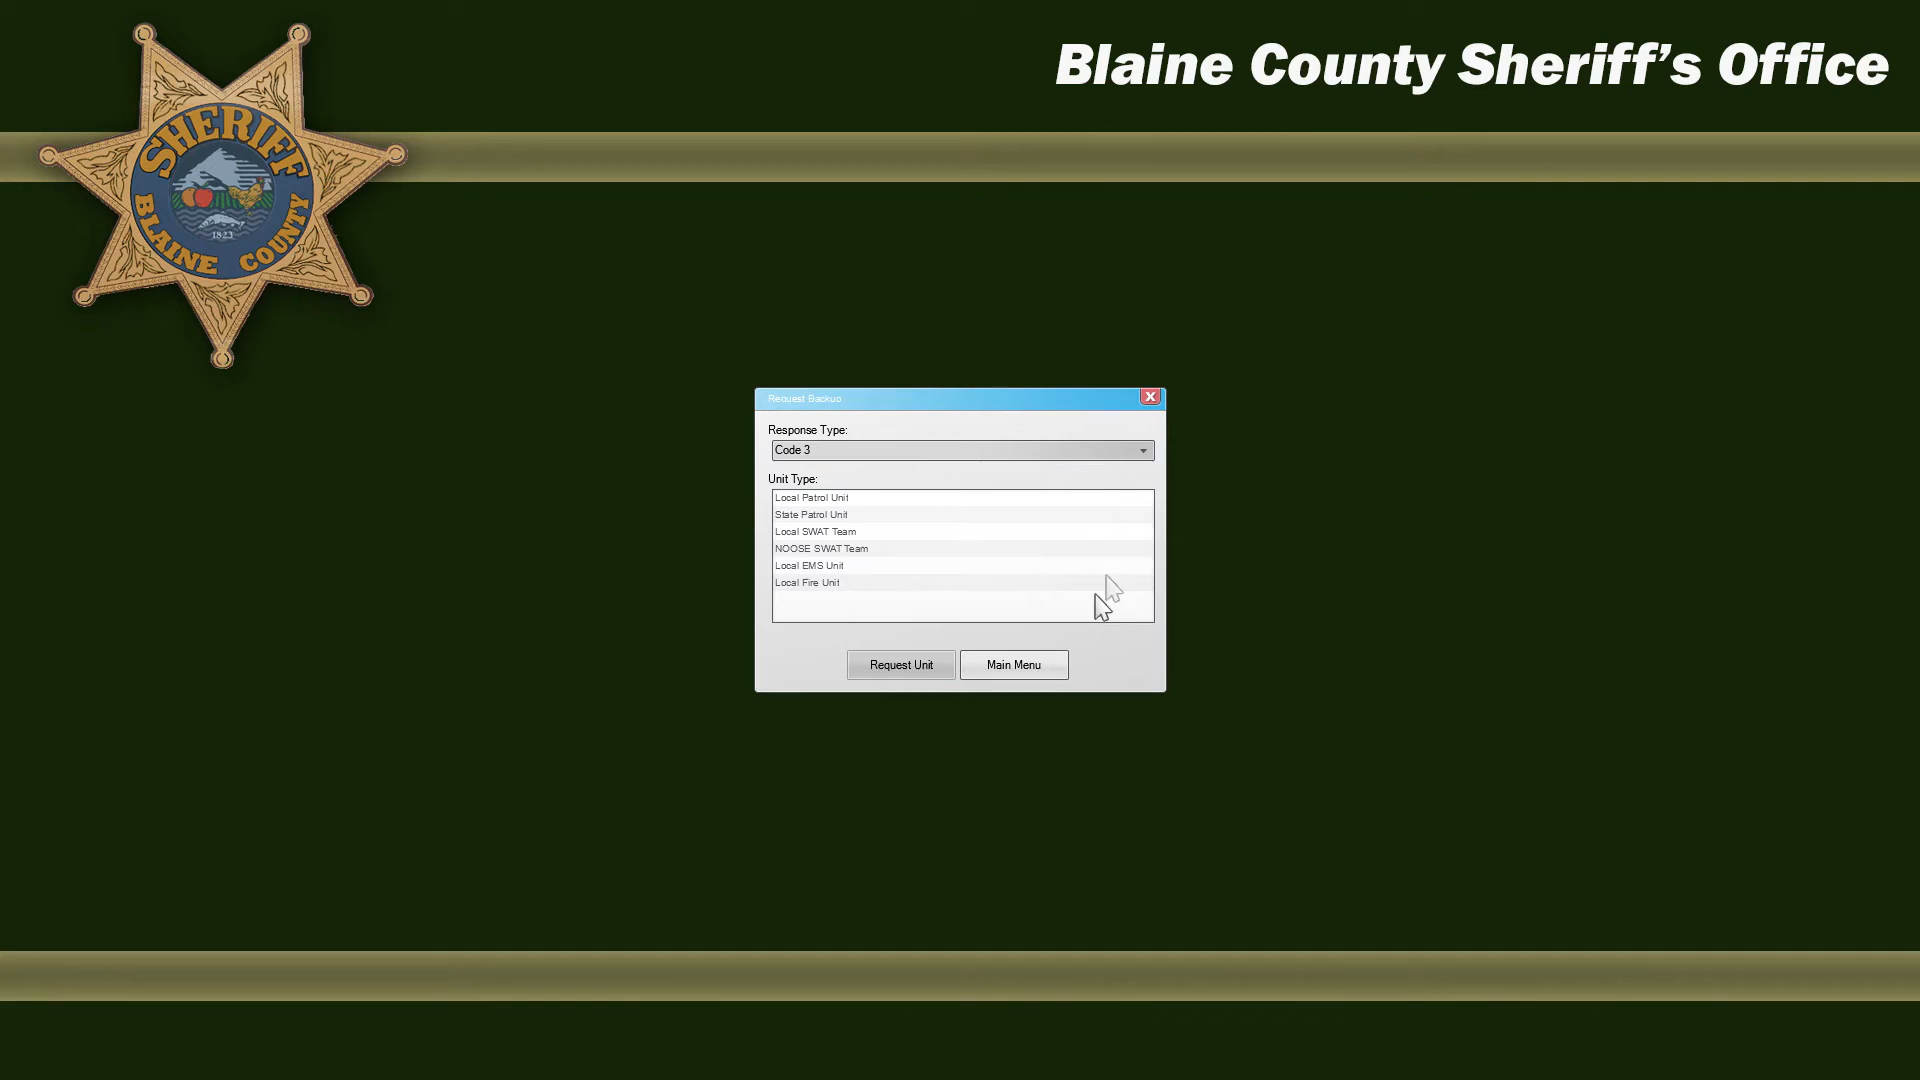 Blaine County Sheriff's Office
SHERIFF
1823
BLAINE COUNTY
Request Backup
Response Type:
Code 3
Unit Type:
Local Patrol Unit
State Patrol Unit
Local SWAT Team
NOOSE SWAT Team
Local EMS Unit
Local Fire Unit
Request Unit
Main Menu